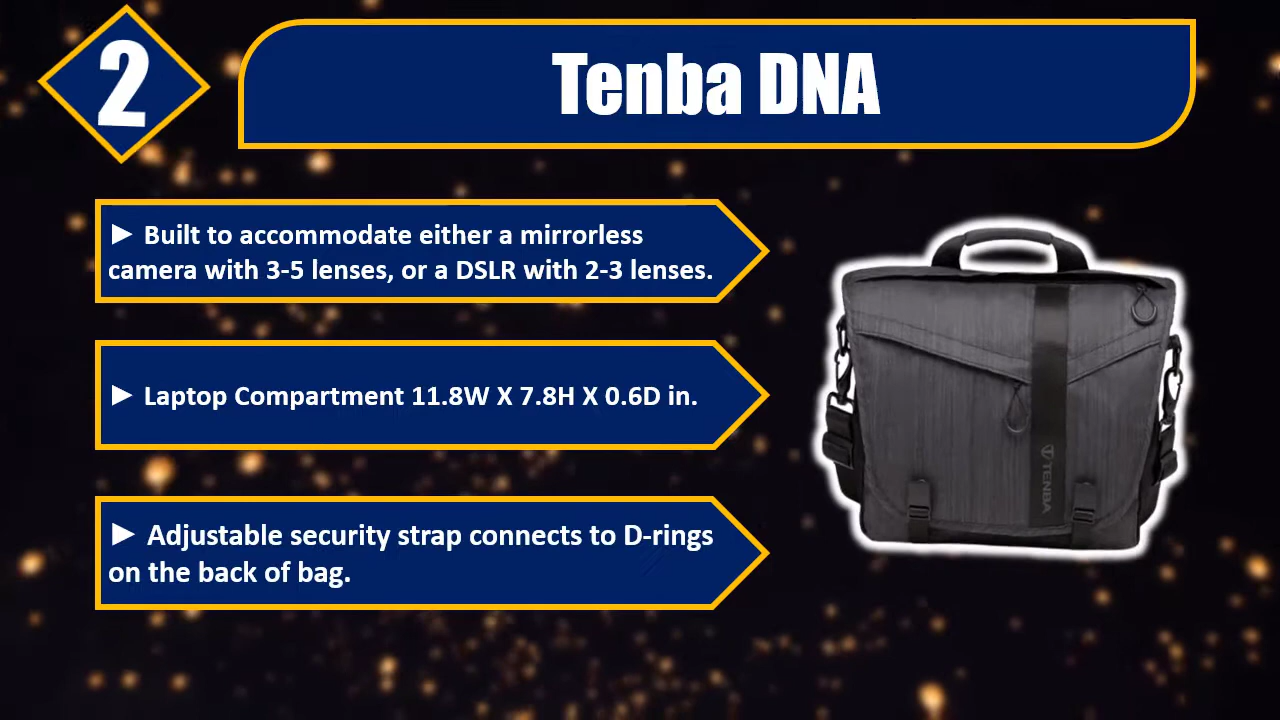 2
Tenba DNA
► Built to accommodate either a mirrorless
camera with 3-5 lenses, or a DSLR with 2-3 lenses.
► Laptop Compartment 11.8W X 7.8H X 0.6D in.
► Adjustable security strap connects to D-rings
on the back of bag.
TENBA